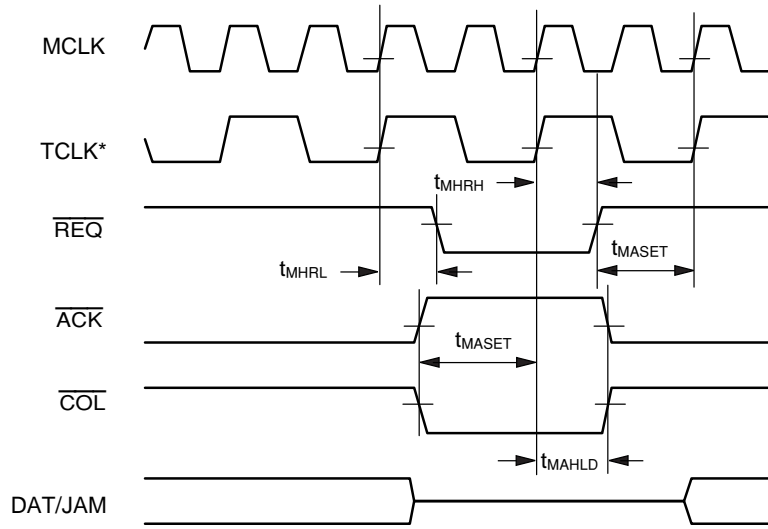 MCLK
TCLK*
tMHRH
REQ
tMASET
tMHRL
ACK
tMASET
COL
tMAHLD
DAT/JAM